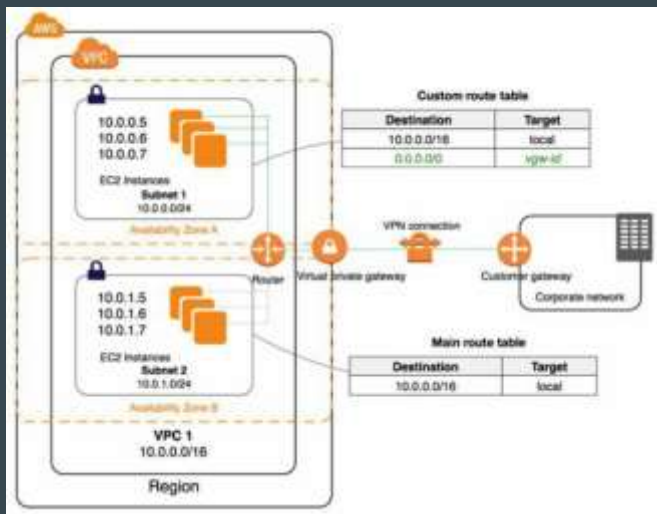 AWS
VPC
10.0.0.5
10.0.0.6
10.0.0.7
EC2 Instances
Subnet 1
10.0.0.0/24
Availability Zone A
10.0.1.5
10.0.1.6
10.0.1.7
EC2 Instances
Subnet 2
10.0.1.0/24
Availability Zone B
VPC 1
10.0.0.0/16
Region
Router
Virtual private gateway
VPN connection
Customer gateway
Corporate network
Custom route table
Destination Target
10.0.0.0/16 local
0.0.0.0/0 vgw-id
Main route table
Destination Target
10.0.0.0/16 local